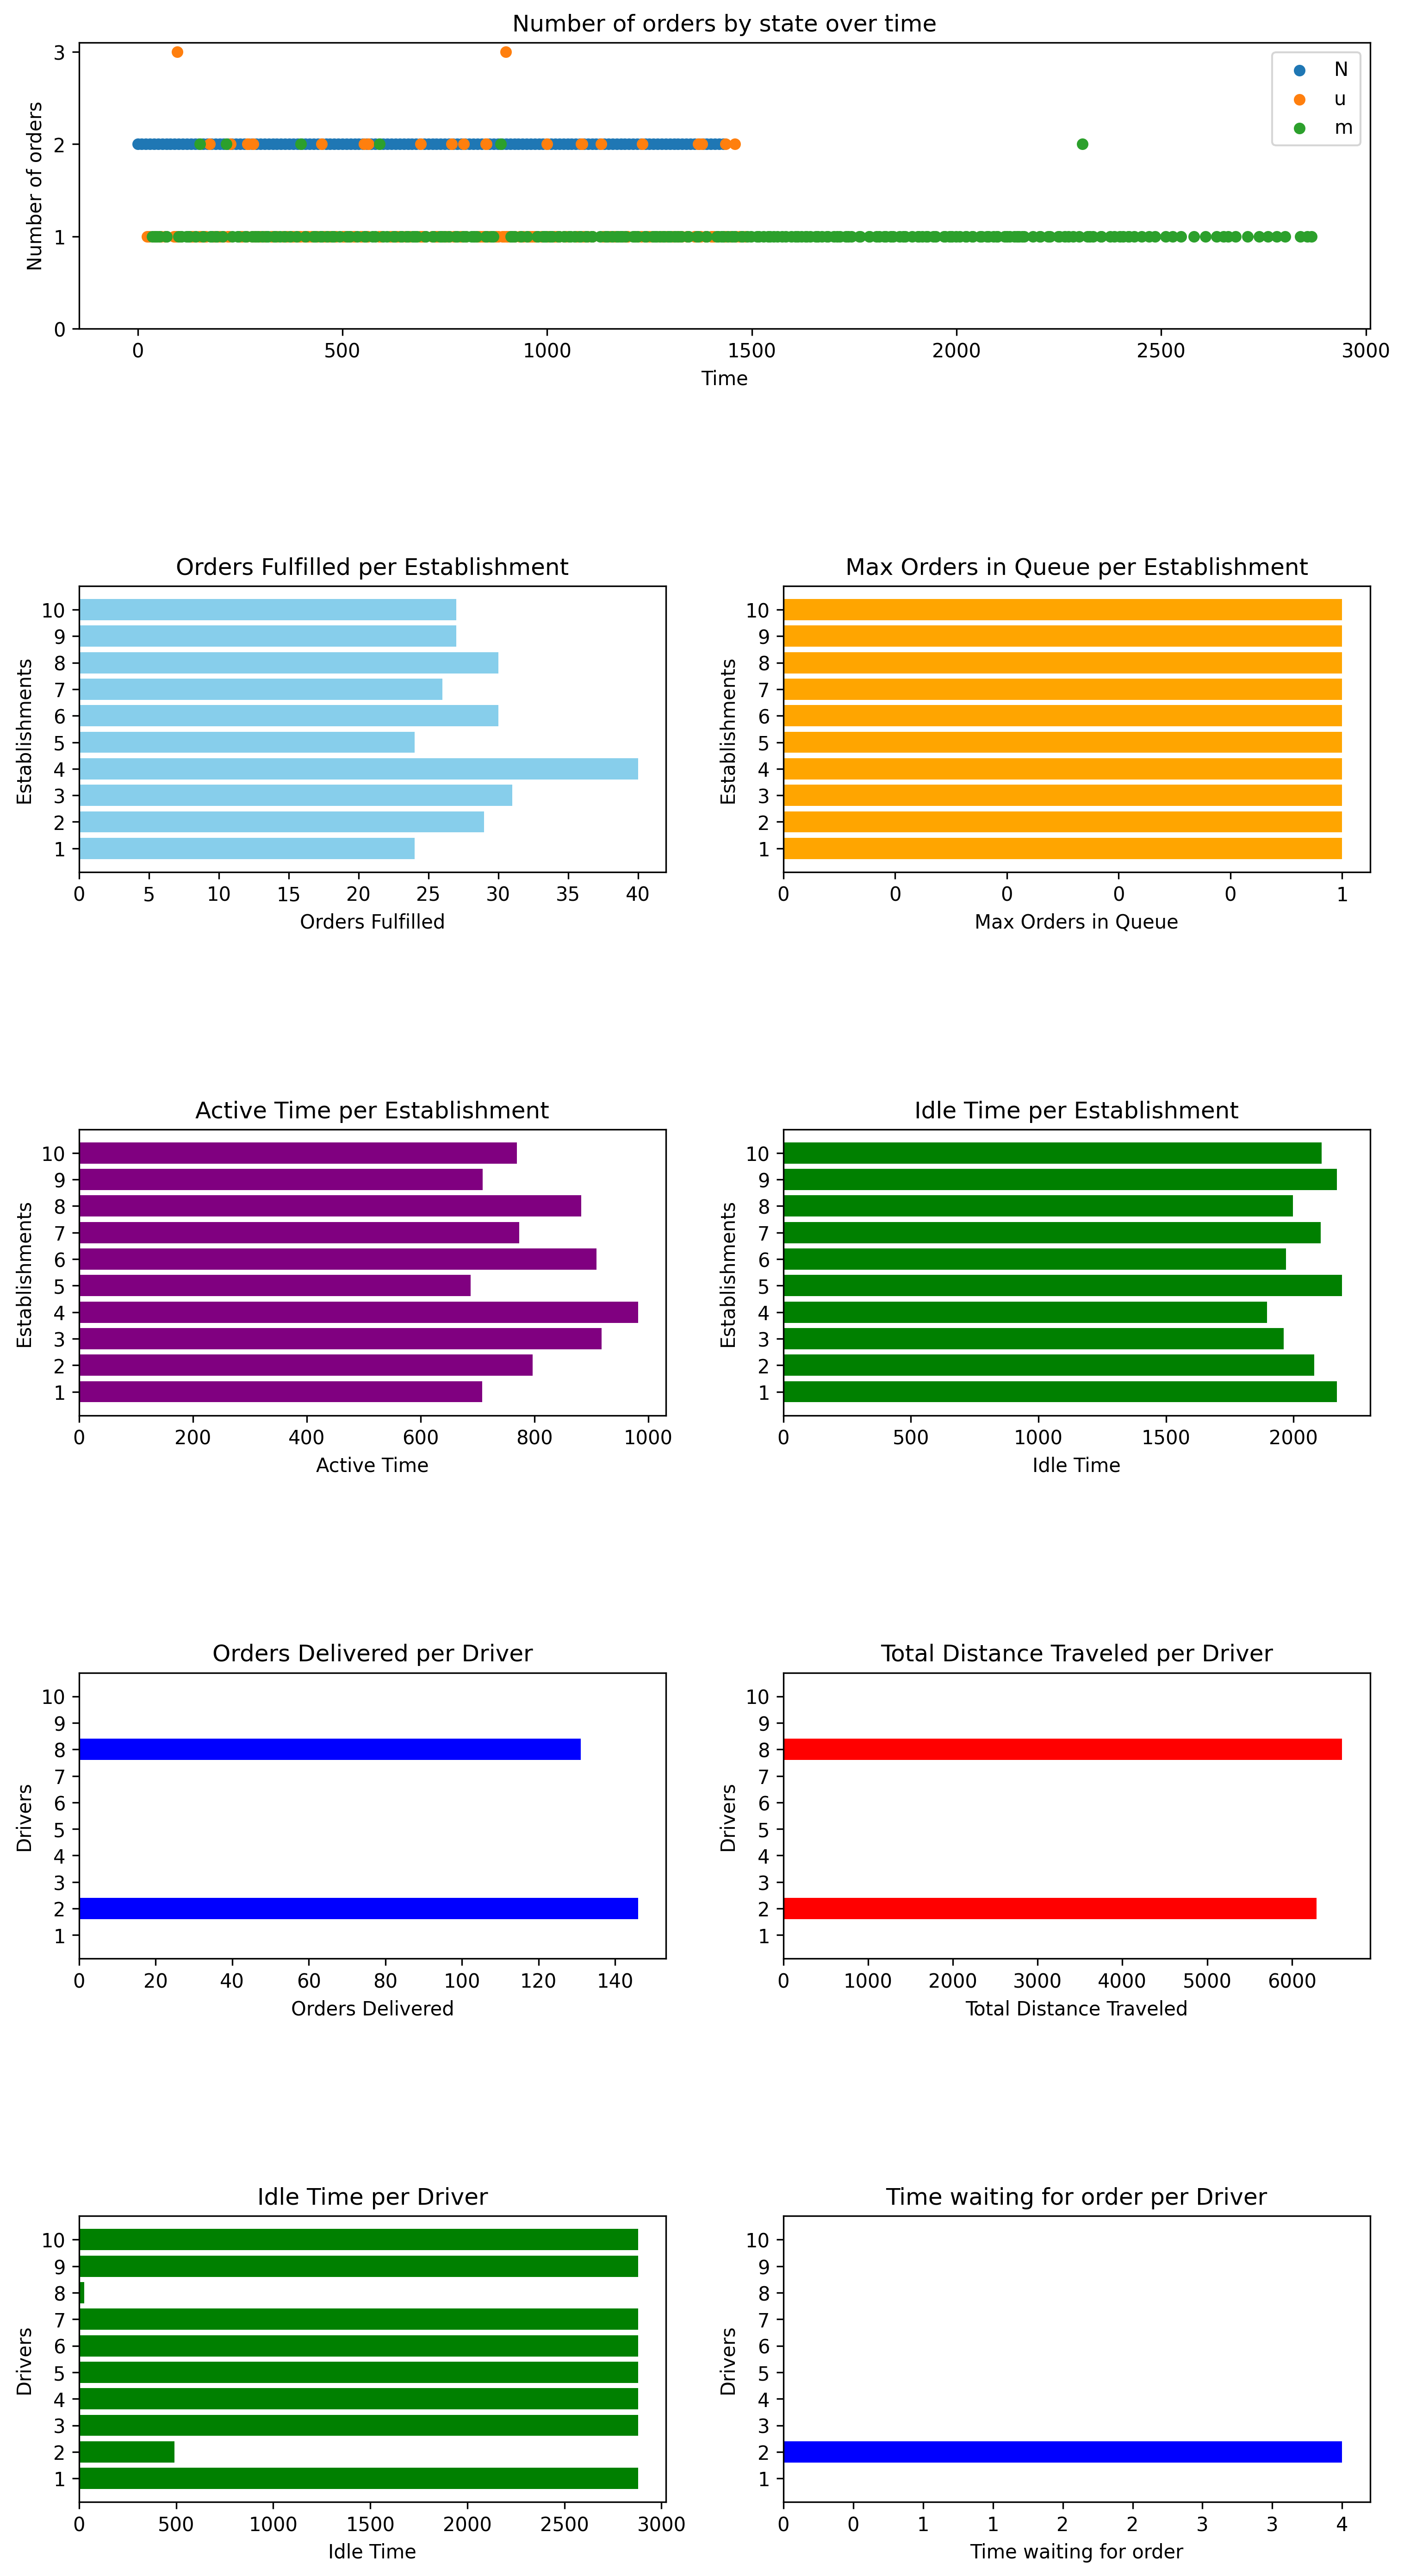 Number of orders by state over time
Number of orders
3
2
1
0
N
u
m
0 500 1000 1500 2000 2500 3000
Time
Orders Fulfilled per Establishment
Establishments
10
9
8
7
6
5
4
3
2
1
0 5 10 15 20 25 30 35 40
Orders Fulfilled
Max Orders in Queue per Establishment
Establishments
10
9
8
7
6
5
4
3
2
1
0 0 0 0 0 1
Max Orders in Queue
Active Time per Establishment
Establishments
10
9
8
7
6
5
4
3
2
1
0 200 400 600 800 1000
Active Time
Idle Time per Establishment
Establishments
10
9
8
7
6
5
4
3
2
1
0 500 1000 1500 2000
Idle Time
Orders Delivered per Driver
Drivers
10
9
8
7
6
5
4
3
2
1
0 20 40 60 80 100 120 140
Orders Delivered
Total Distance Traveled per Driver
Drivers
10
9
8
7
6
5
4
3
2
1
0 1000 2000 3000 4000 5000 6000
Total Distance Traveled
Idle Time per Driver
Drivers
10
9
8
7
6
5
4
3
2
1
0 500 1000 1500 2000 2500 3000
Idle Time
Time waiting for order per Driver
Drivers
10
9
8
7
6
5
4
3
2
1
0 0 1 1 2 2 3 3 4
Time waiting for order